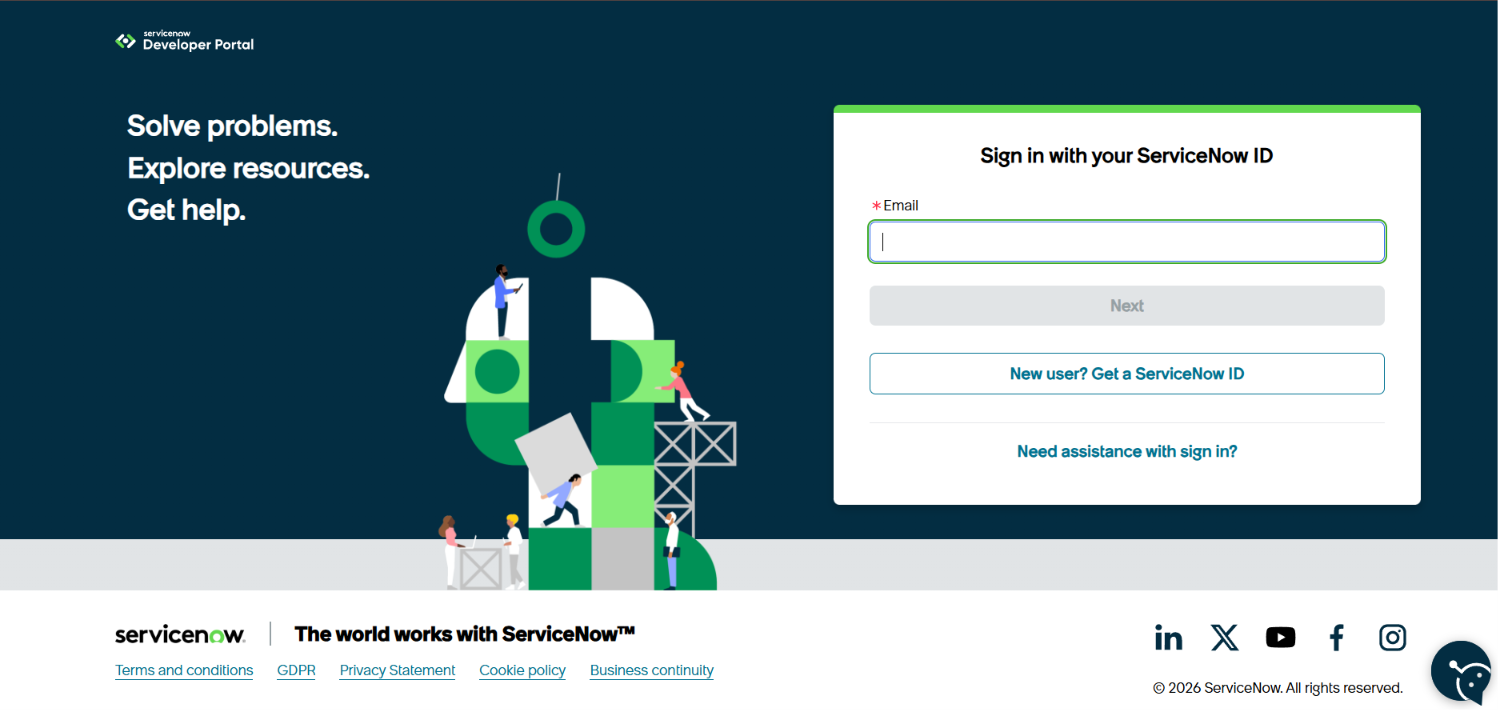 servicenow
Developer Portal
Solve problems.
Explore resources.
Get help.
Sign in with your ServiceNow ID
* Email
Next
New user? Get a ServiceNow ID
Need assistance with sign in?
servicenow.
The world works with ServiceNow™
Terms and conditions GDPR Privacy Statement Cookie policy Business continuity
© 2026 ServiceNow. All rights reserved.